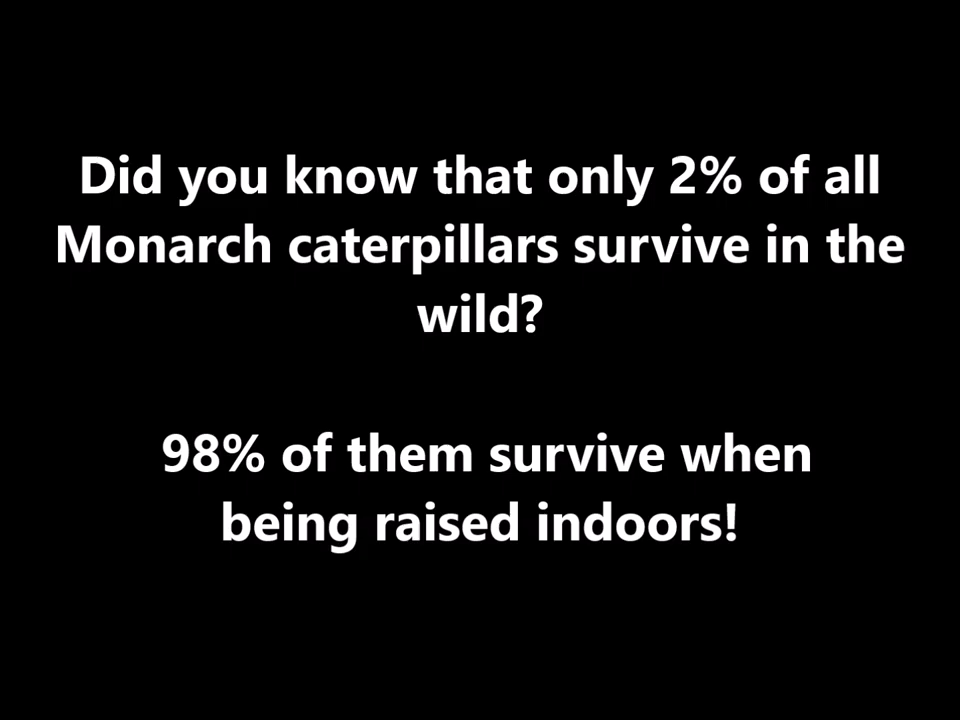 Did you know that only 2% of all
Monarch caterpillars survive in the
wild?
98% of them survive when
being raised indoors!